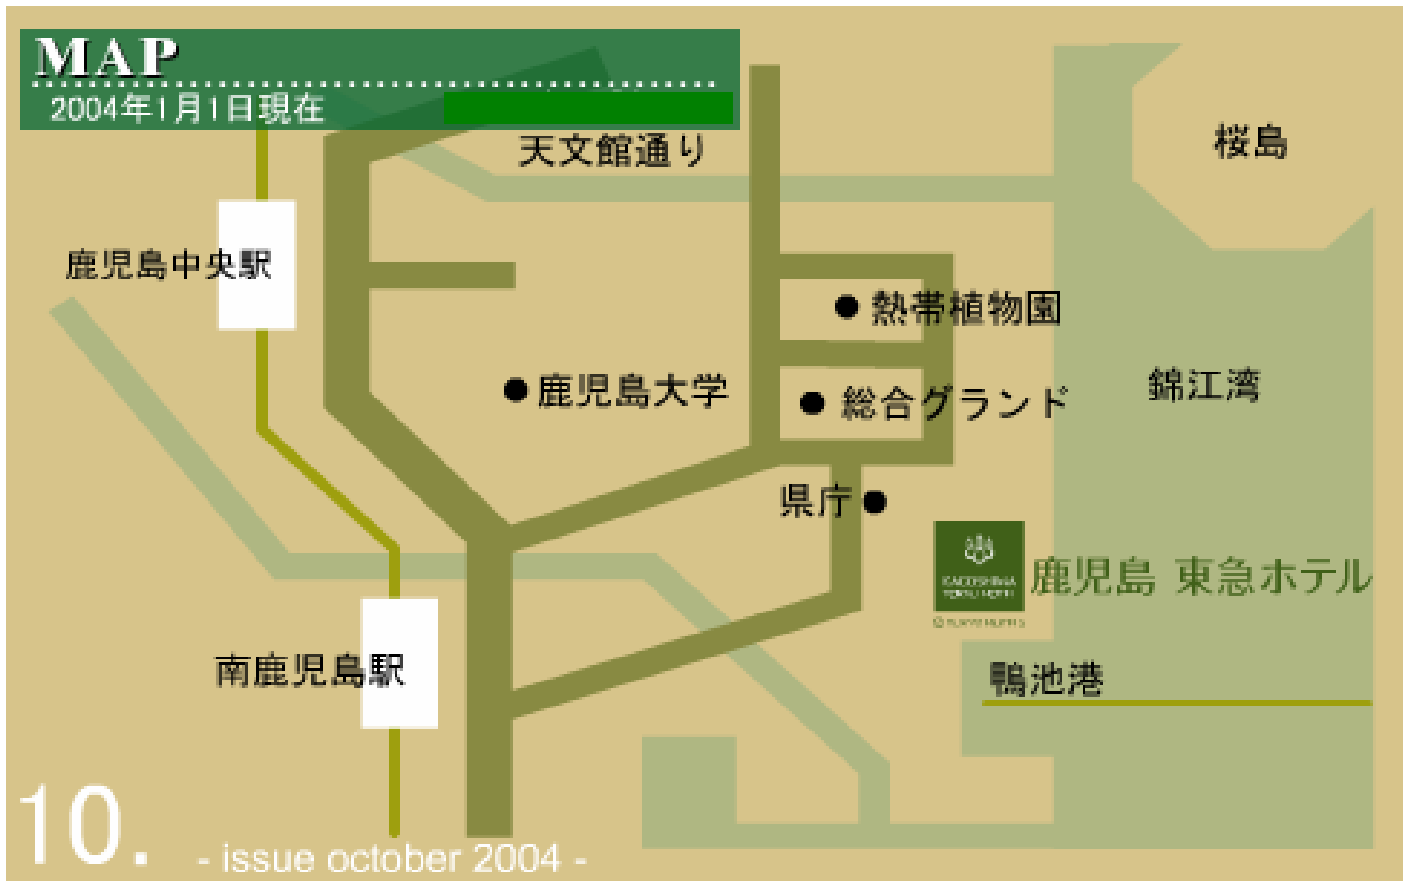 MAP
2004年1月1日現在
天文館通り
桜島
鹿児島中央駅
熱帯植物園
鹿児島大学
総合グランド
錦江湾
県庁
KAGOSHIMA
TOKYU HOTEL
鹿児島 東急ホテル
南鹿児島駅
鴨池港
10.
- issue october 2004 -